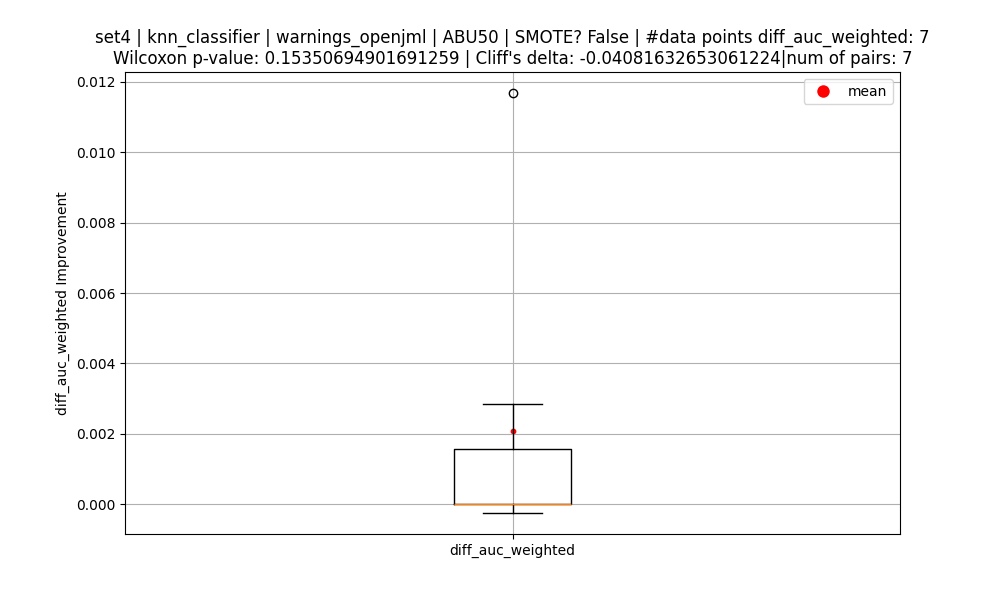 set4 | knn_classifier | warnings_openjml | ABU50 | SMOTE? False | #data points diff_auc_weighted: 7
Wilcoxon p-value: 0.15350694901691259 | Cliff's delta: -0.04081632653061224|num of pairs: 7
mean
0.012
0.010
0.008
0.006
0.004
0.002
0.000
diff_auc_weighted Improvement
diff_auc_weighted